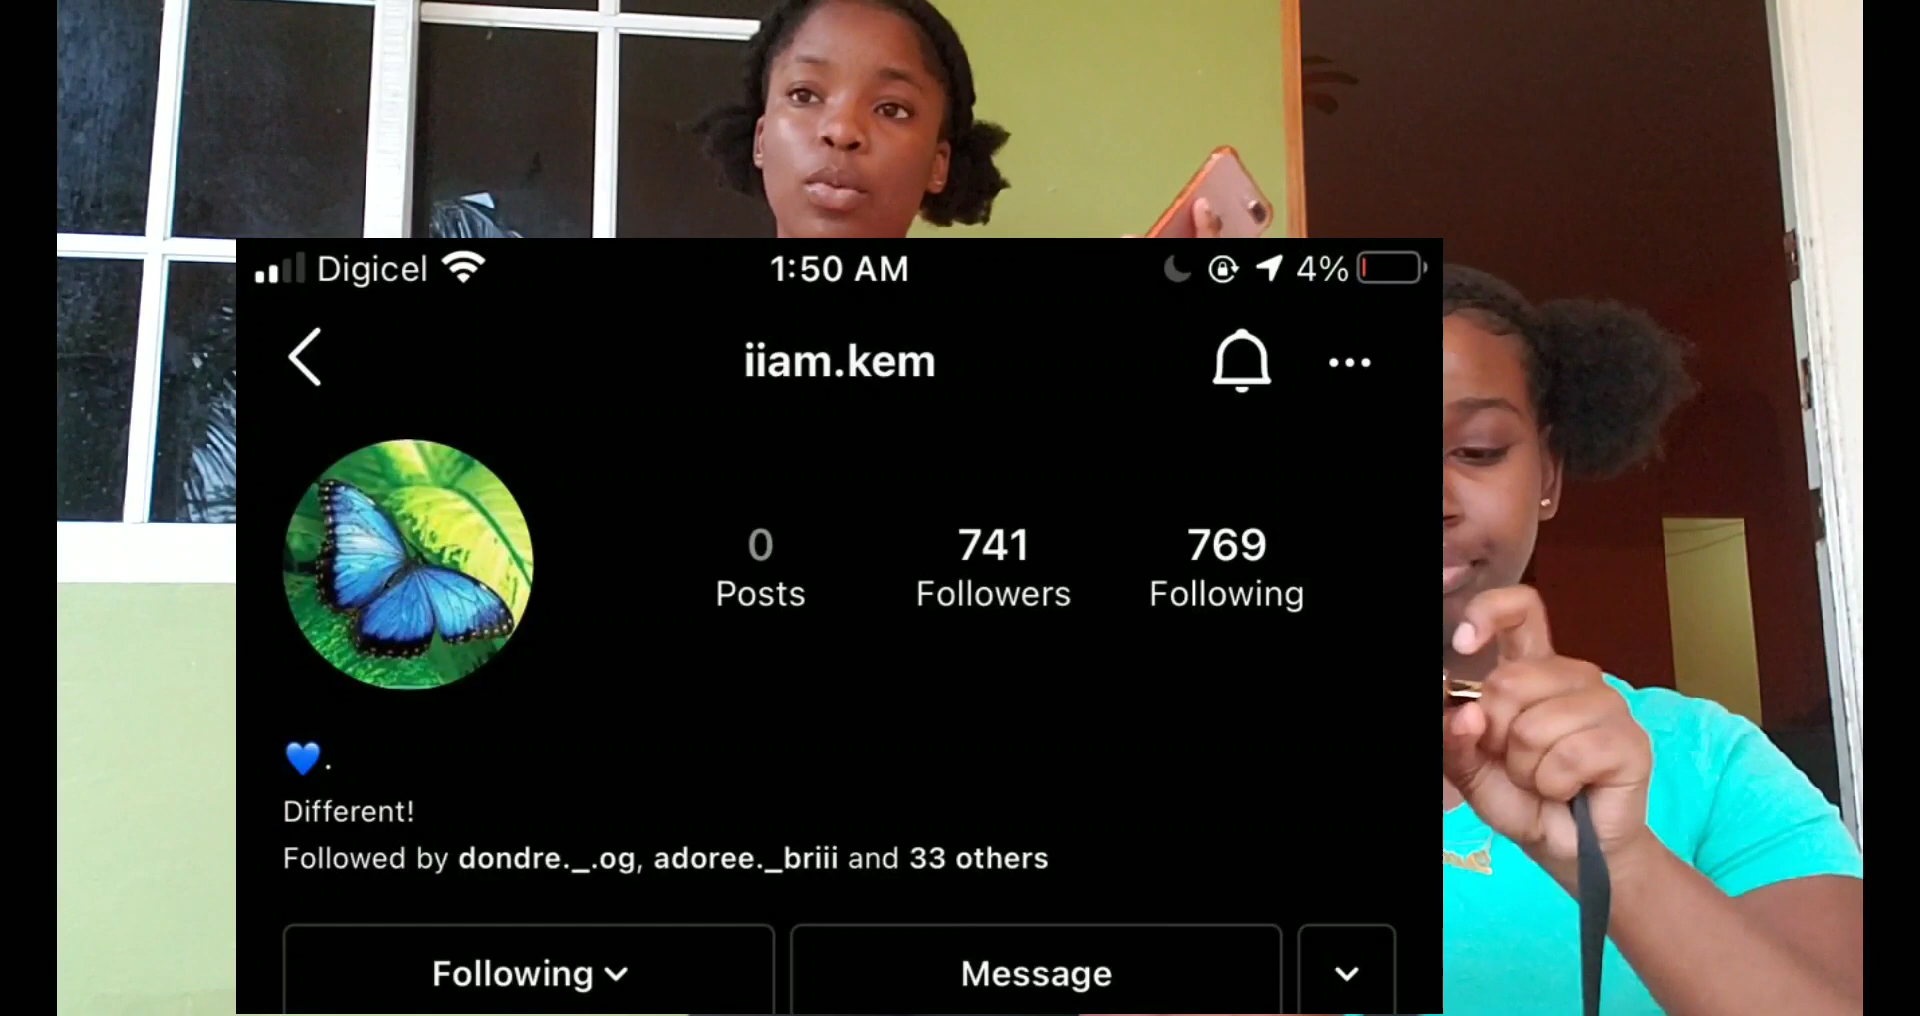 Digicel 1:50 AM 4%
iiam.kem
0 741 769
Posts Followers Following
💙.
Different!
Followed by dondre._.og, adoree._briii and 33 others
Following Message